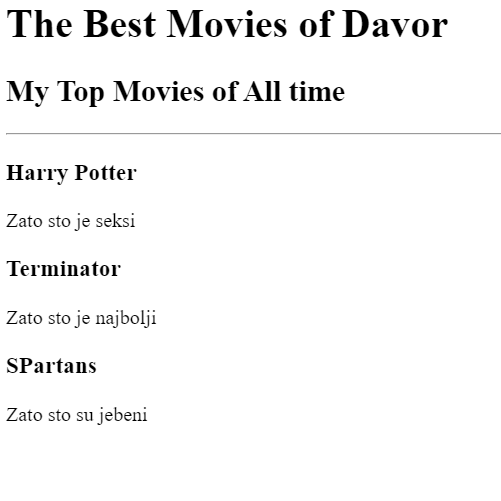 The Best Movies of Davor
My Top Movies of All time
Harry Potter
Zato sto je seksi
Terminator
Zato sto je najbolji
SPartans
Zato sto su jebeni